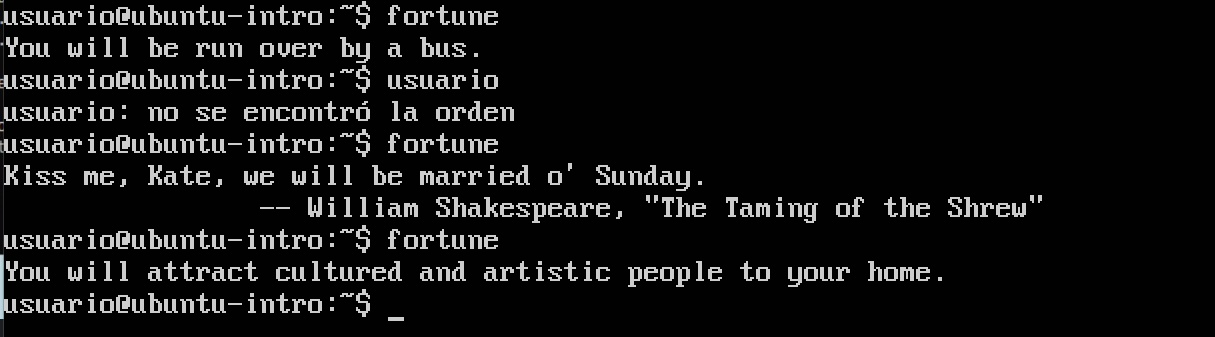 usuario@ubuntu-intro:~$ fortune
You will be run over by a bus.
usuario@ubuntu-intro:~$ usuario
usuario: no se encontró la orden
usuario@ubuntu-intro:~$ fortune
Kiss me, Kate, we will be married o' Sunday.
-- William Shakespeare, "The Taming of the Shrew"
usuario@ubuntu-intro:~$ fortune
You will attract cultured and artistic people to your home.
usuario@ubuntu-intro:~$ _